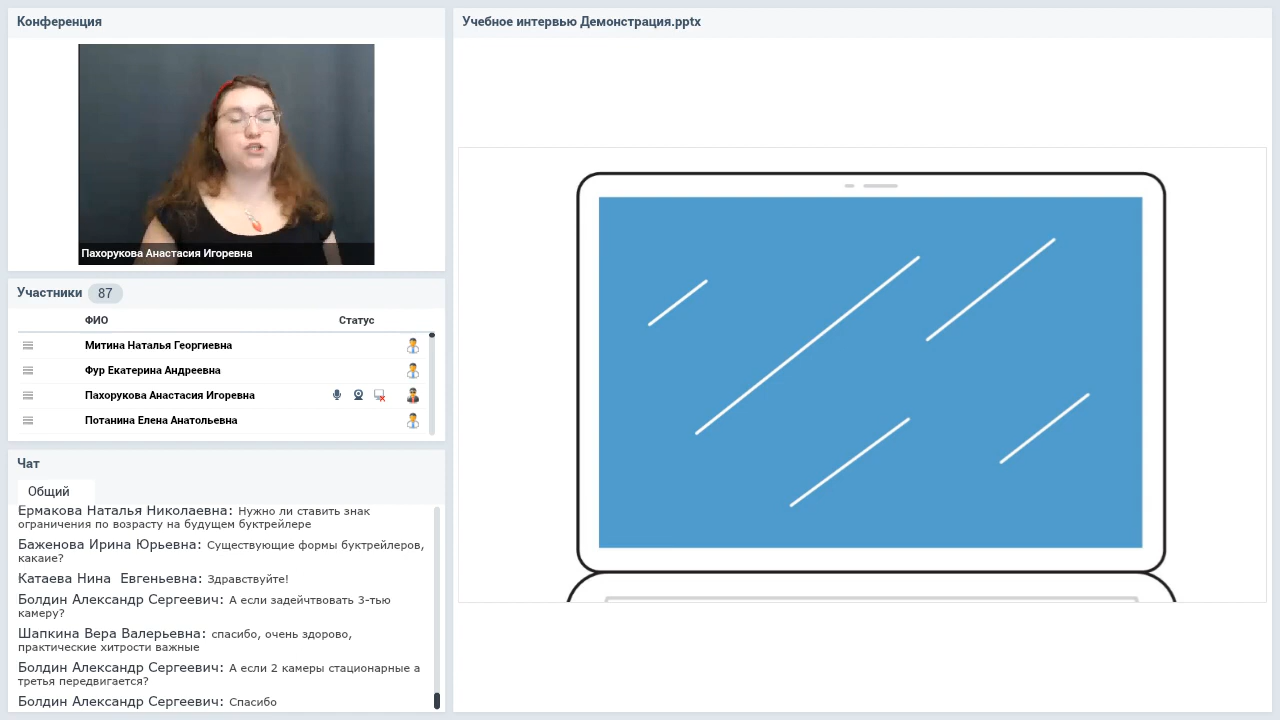 Конференция
Пахорукова Анастасия Игоревна
Участники 87
ФИО Статус
Митина Наталья Георгиевна
Фур Екатерина Андреевна
Пахорукова Анастасия Игоревна
Потанина Елена Анатольевна
Чат
Общий
Ермакова Наталья Николаевна: Нужно ли ставить знак
ограничения по возрасту на будущем буктрейлере
Баженова Ирина Юрьевна: Существующие формы буктрейлеров,
какаие?
Катаева Нина Евгеньевна: Здравствуйте!
Болдин Александр Сергеевич: А если задейчтвовать 3-тью
камеру?
Шапкина Вера Валерьевна: спасибо, очень здорово,
практические хитрости важные
Болдин Александр Сергеевич: А если 2 камеры стационарные а
третья передвигается?
Болдин Александр Сергеевич: Спасибо
Учебное интервью Демонстрация.pptx